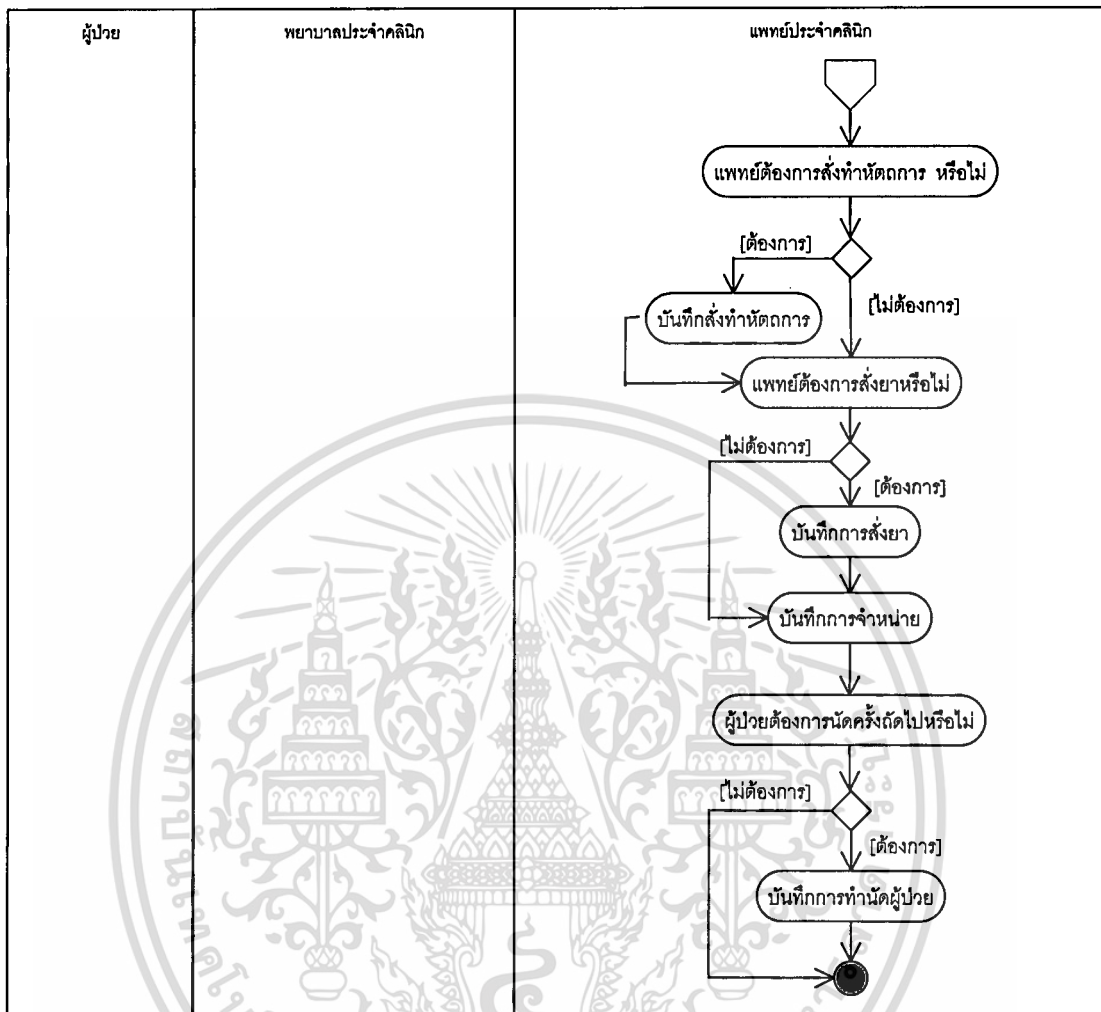 ผู้ป่วย
พยาบาลประจำคลินิก
แพทย์ประจำคลินิก
แพทย์ต้องการสั่งทำหัตถการ หรือไม่
[ต้องการ]
[ไม่ต้องการ]
บันทึกสั่งทำหัตถการ
แพทย์ต้องการสั่งยาหรือไม่
[ไม่ต้องการ]
[ต้องการ]
บันทึกการสั่งยา
บันทึกการจำหน่าย
ผู้ป่วยต้องการนัดครั้งถัดไปหรือไม่
[ไม่ต้องการ]
[ต้องการ]
บันทึกการทำนัดผู้ป่วย